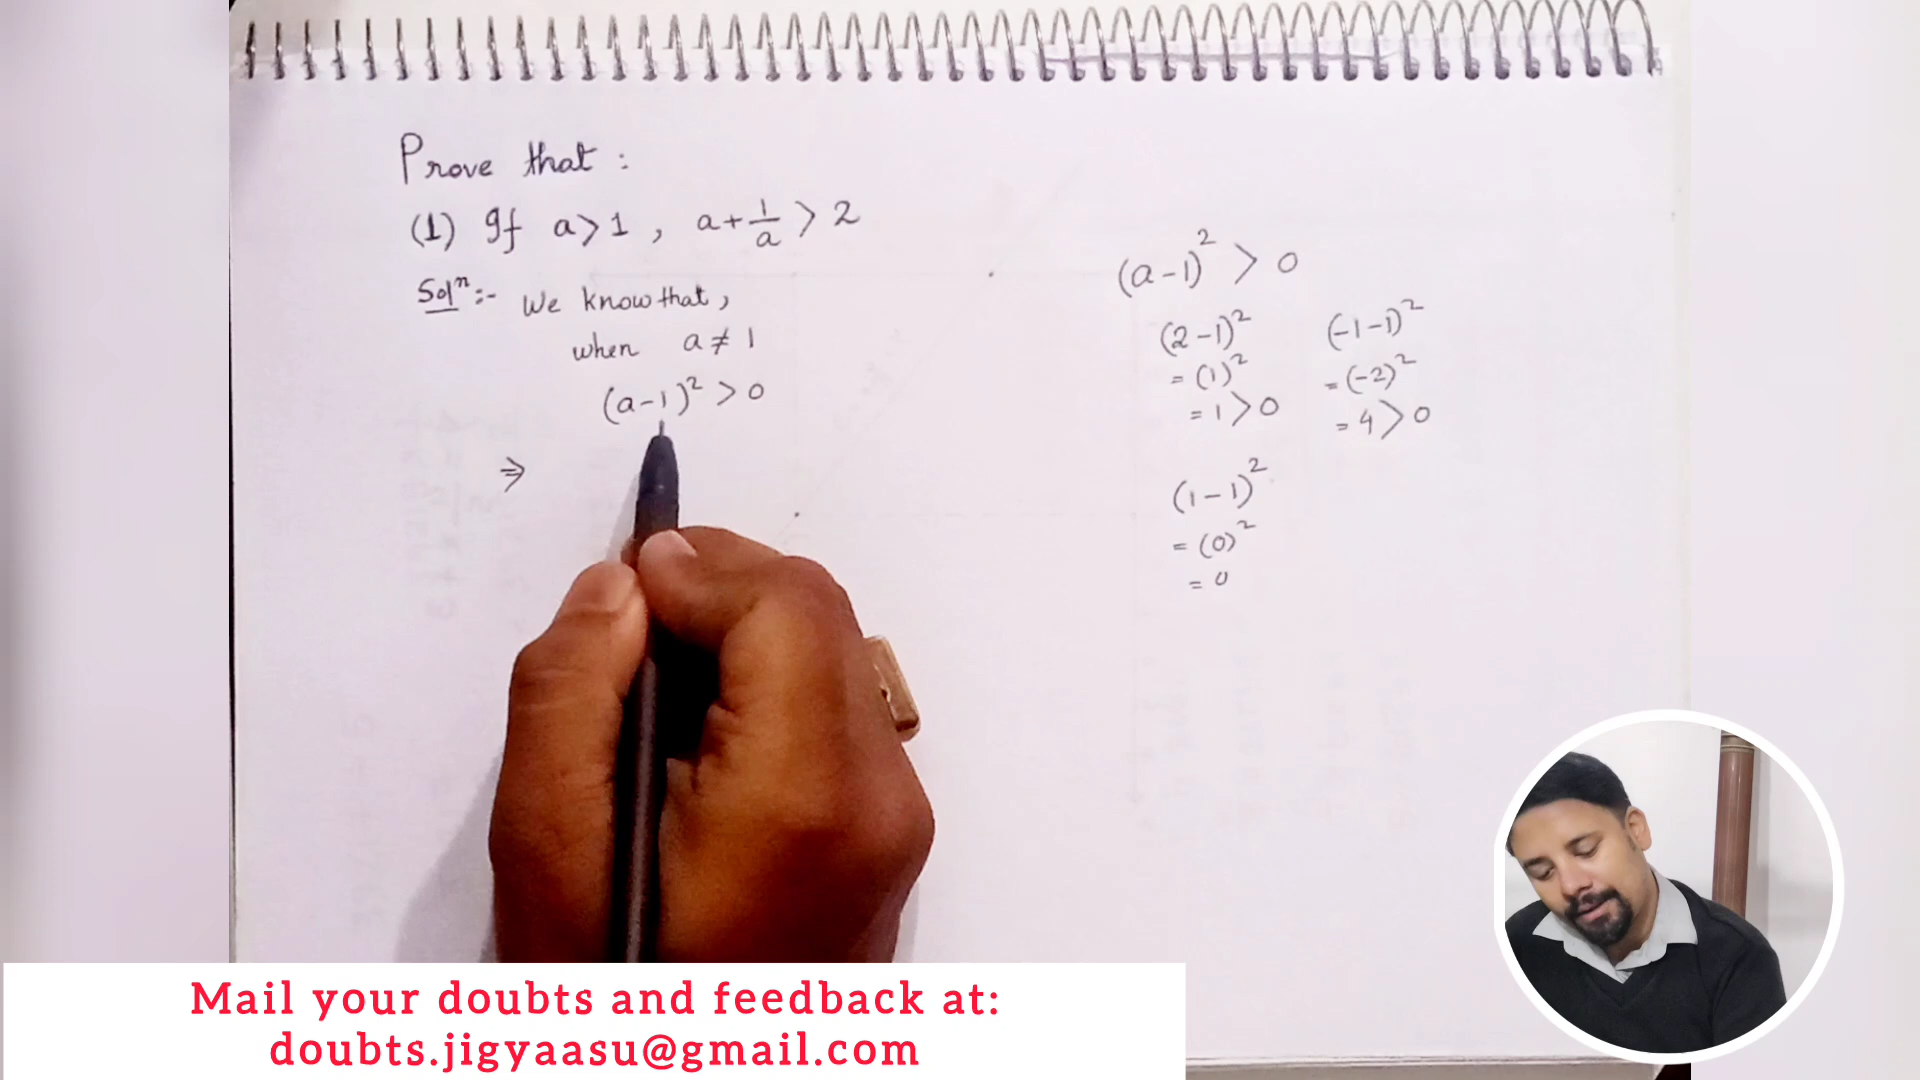 Prove that :
(1) If a > 1 , a + 1/a > 2
Solⁿ :- We know that ,
when a ≠ 1
(a - 1)² > 0
⇒
(a - 1)² > 0
(2 - 1)²
= (1)²
= 1 > 0
(-1 - 1)²
= (-2)²
= 4 > 0
(1 - 1)²
= (0)²
= 0
Mail your doubts and feedback at:
doubts.jigyaasu@gmail.com